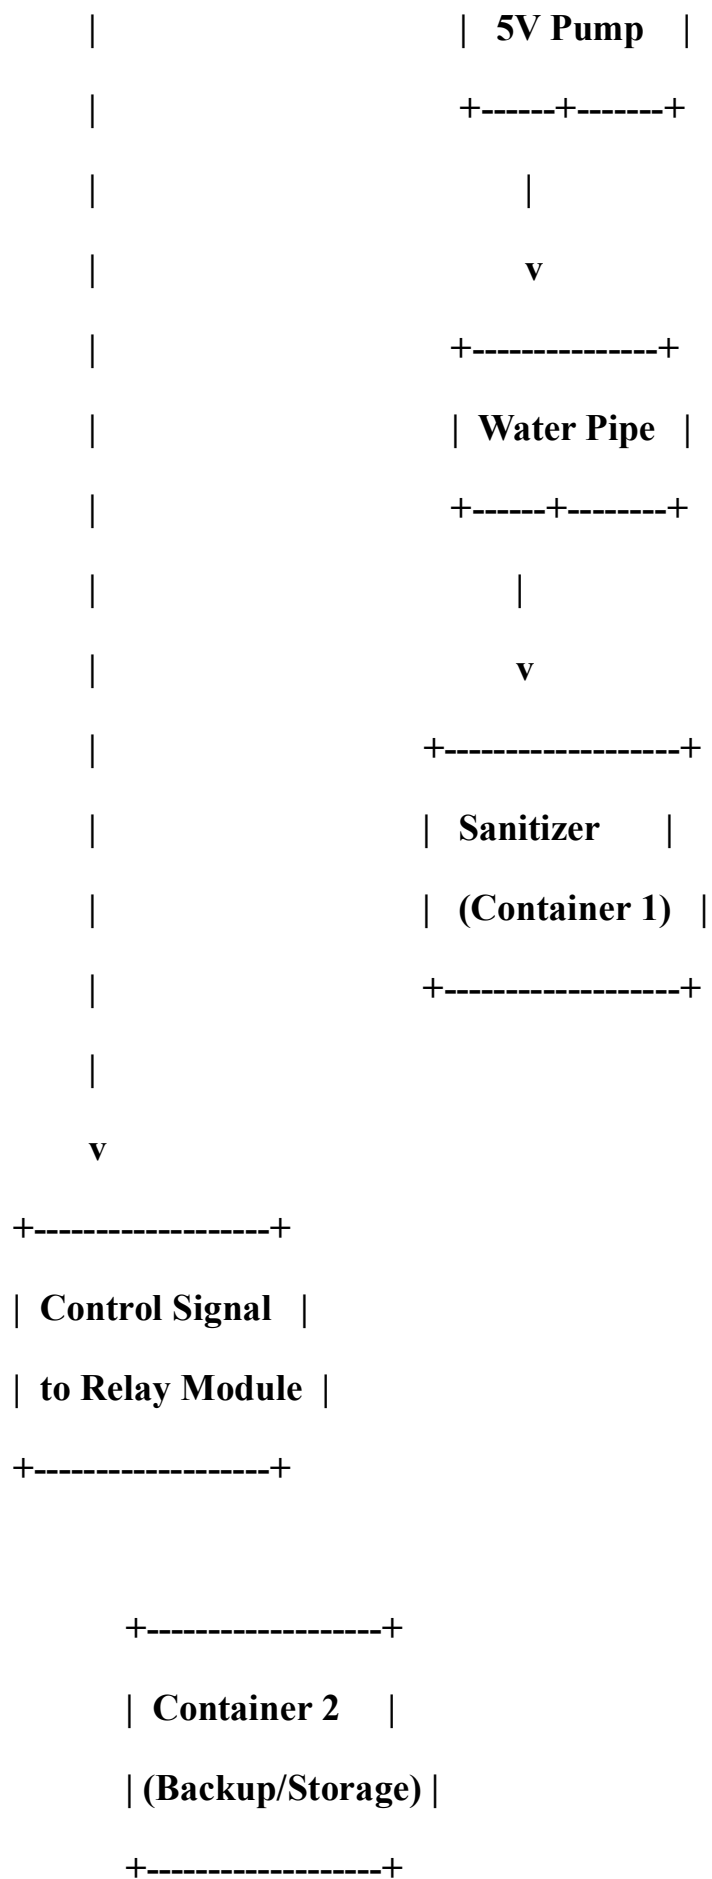 |                                   |   5V Pump    |
|                                   +------+-------+
|                                          |
|                                          v
|                                  +---------------+
|                                  |  Water Pipe   |
|                                  +------+--------+
|                                         |
|                                         v
|                               +-------------------+
|                               |   Sanitizer       |
|                               |   (Container 1)   |
|                               +-------------------+
|
v
+-------------------+
|  Control Signal   |
|  to Relay Module  |
+-------------------+
+-------------------+
|  Container 2     |
| (Backup/Storage) |
+-------------------+